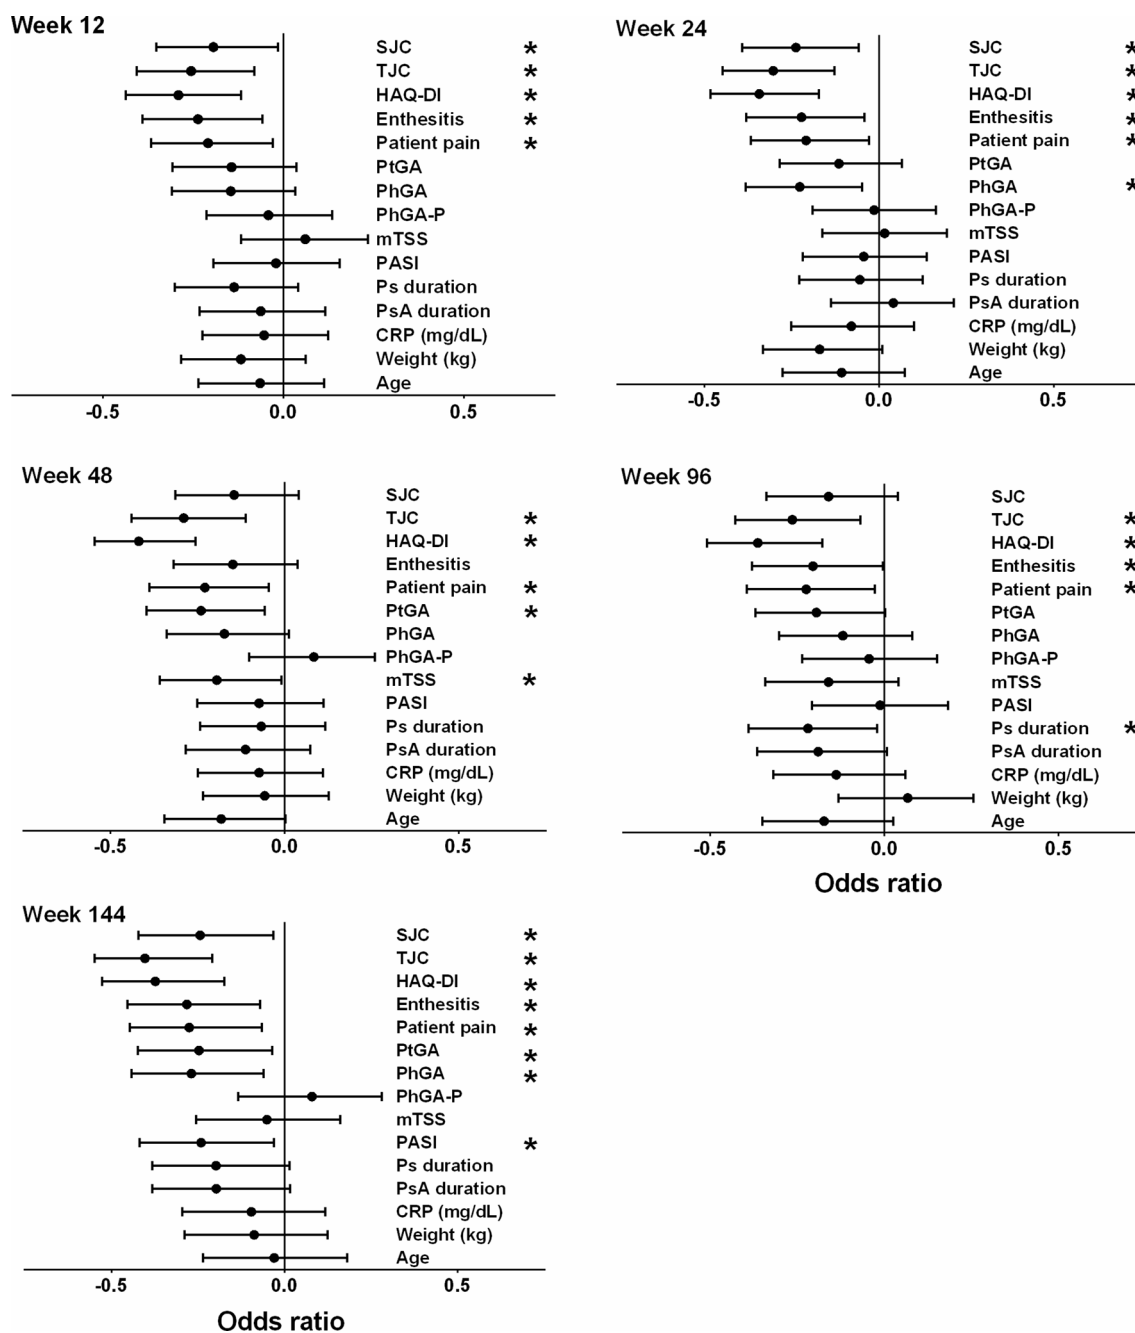 Week 12
SJC *
TJC *
HAQ-DI *
Enthesitis *
Patient pain *
PtGA
PhGA
PhGA-P
mTSS
PASI
Ps duration
PsA duration
CRP (mg/dL)
Weight (kg)
Age
-0.5 0.0 0.5
Week 24
SJC *
TJC *
HAQ-DI *
Enthesitis *
Patient pain *
PtGA
PhGA *
PhGA-P
mTSS
PASI
Ps duration
PsA duration
CRP (mg/dL)
Weight (kg)
Age
-0.5 0.0 0.5
Week 48
SJC
TJC *
HAQ-DI *
Enthesitis
Patient pain *
PtGA *
PhGA
PhGA-P
mTSS *
PASI
Ps duration
PsA duration
CRP (mg/dL)
Weight (kg)
Age
-0.5 0.0 0.5
Week 96
SJC
TJC *
HAQ-DI *
Enthesitis *
Patient pain *
PtGA
PhGA
PhGA-P
mTSS
PASI
Ps duration *
PsA duration
CRP (mg/dL)
Weight (kg)
Age
-0.5 0.0 0.5
Odds ratio
Week 144
SJC *
TJC *
HAQ-DI *
Enthesitis *
Patient pain *
PtGA *
PhGA *
PhGA-P
mTSS
PASI *
Ps duration
PsA duration
CRP (mg/dL)
Weight (kg)
Age
-0.5 0.0 0.5
Odds ratio